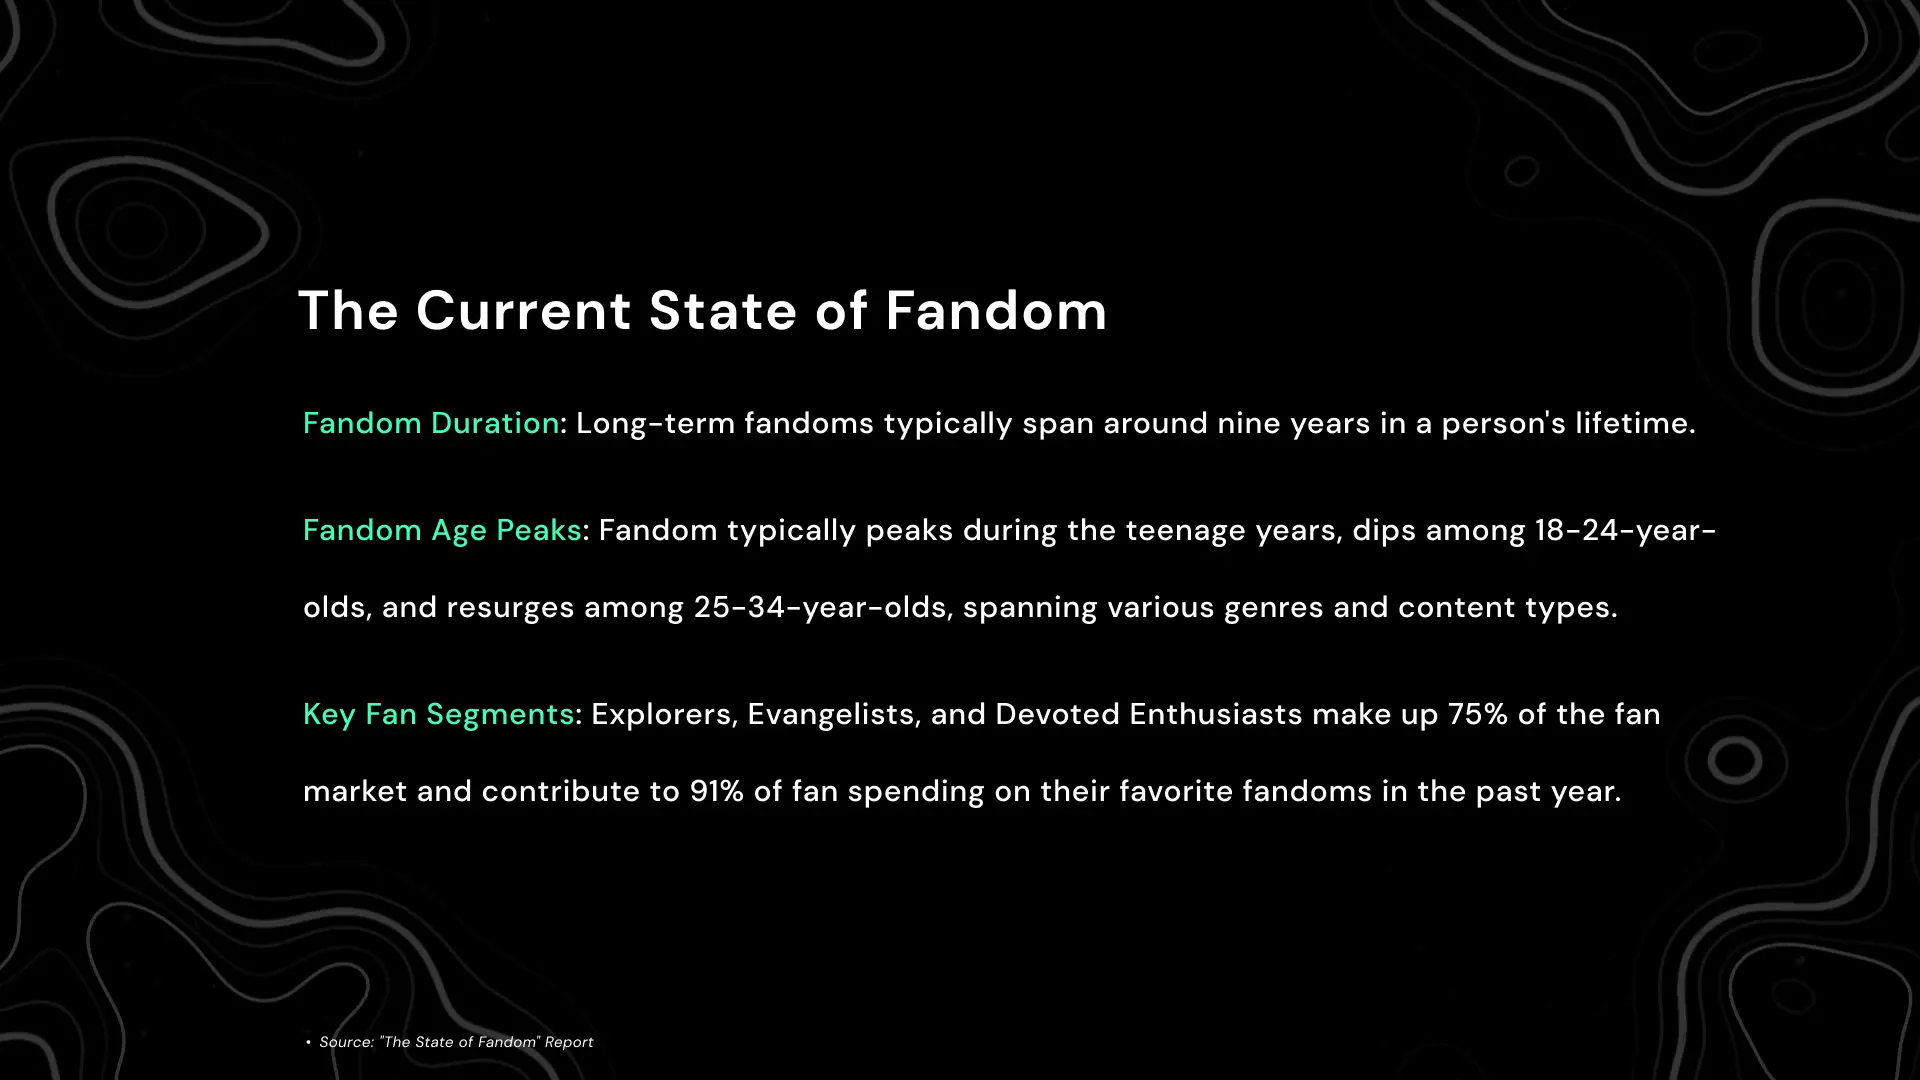 The Current State of Fandom
Fandom Duration: Long-term fandoms typically span around nine years in a person's lifetime.
Fandom Age Peaks: Fandom typically peaks during the teenage years, dips among 18-24-year-
olds, and resurges among 25-34-year-olds, spanning various genres and content types.
Key Fan Segments: Explorers, Evangelists, and Devoted Enthusiasts make up 75% of the fan
market and contribute to 91% of fan spending on their favorite fandoms in the past year.
• Source: "The State of Fandom" Report